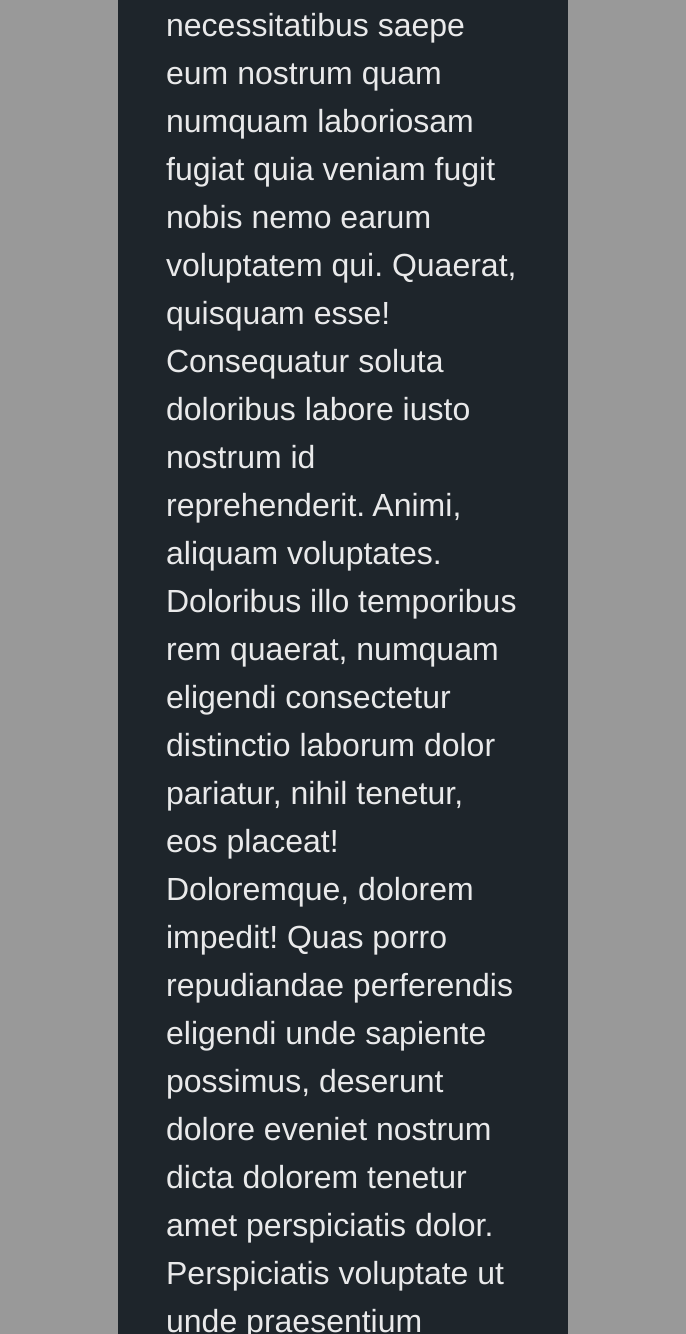 necessitatibus saepe
eum nostrum quam
numquam laboriosam
fugiat quia veniam fugit
nobis nemo earum
voluptatem qui. Quaerat,
quisquam esse!
Consequatur soluta
doloribus labore iusto
nostrum id
reprehenderit. Animi,
aliquam voluptates.
Doloribus illo temporibus
rem quaerat, numquam
eligendi consectetur
distinctio laborum dolor
pariatur, nihil tenetur,
eos placeat!
Doloremque, dolorem
impedit! Quas porro
repudiandae perferendis
eligendi unde sapiente
possimus, deserunt
dolore eveniet nostrum
dicta dolorem tenetur
amet perspiciatis dolor.
Perspiciatis voluptate ut
unde praesentium